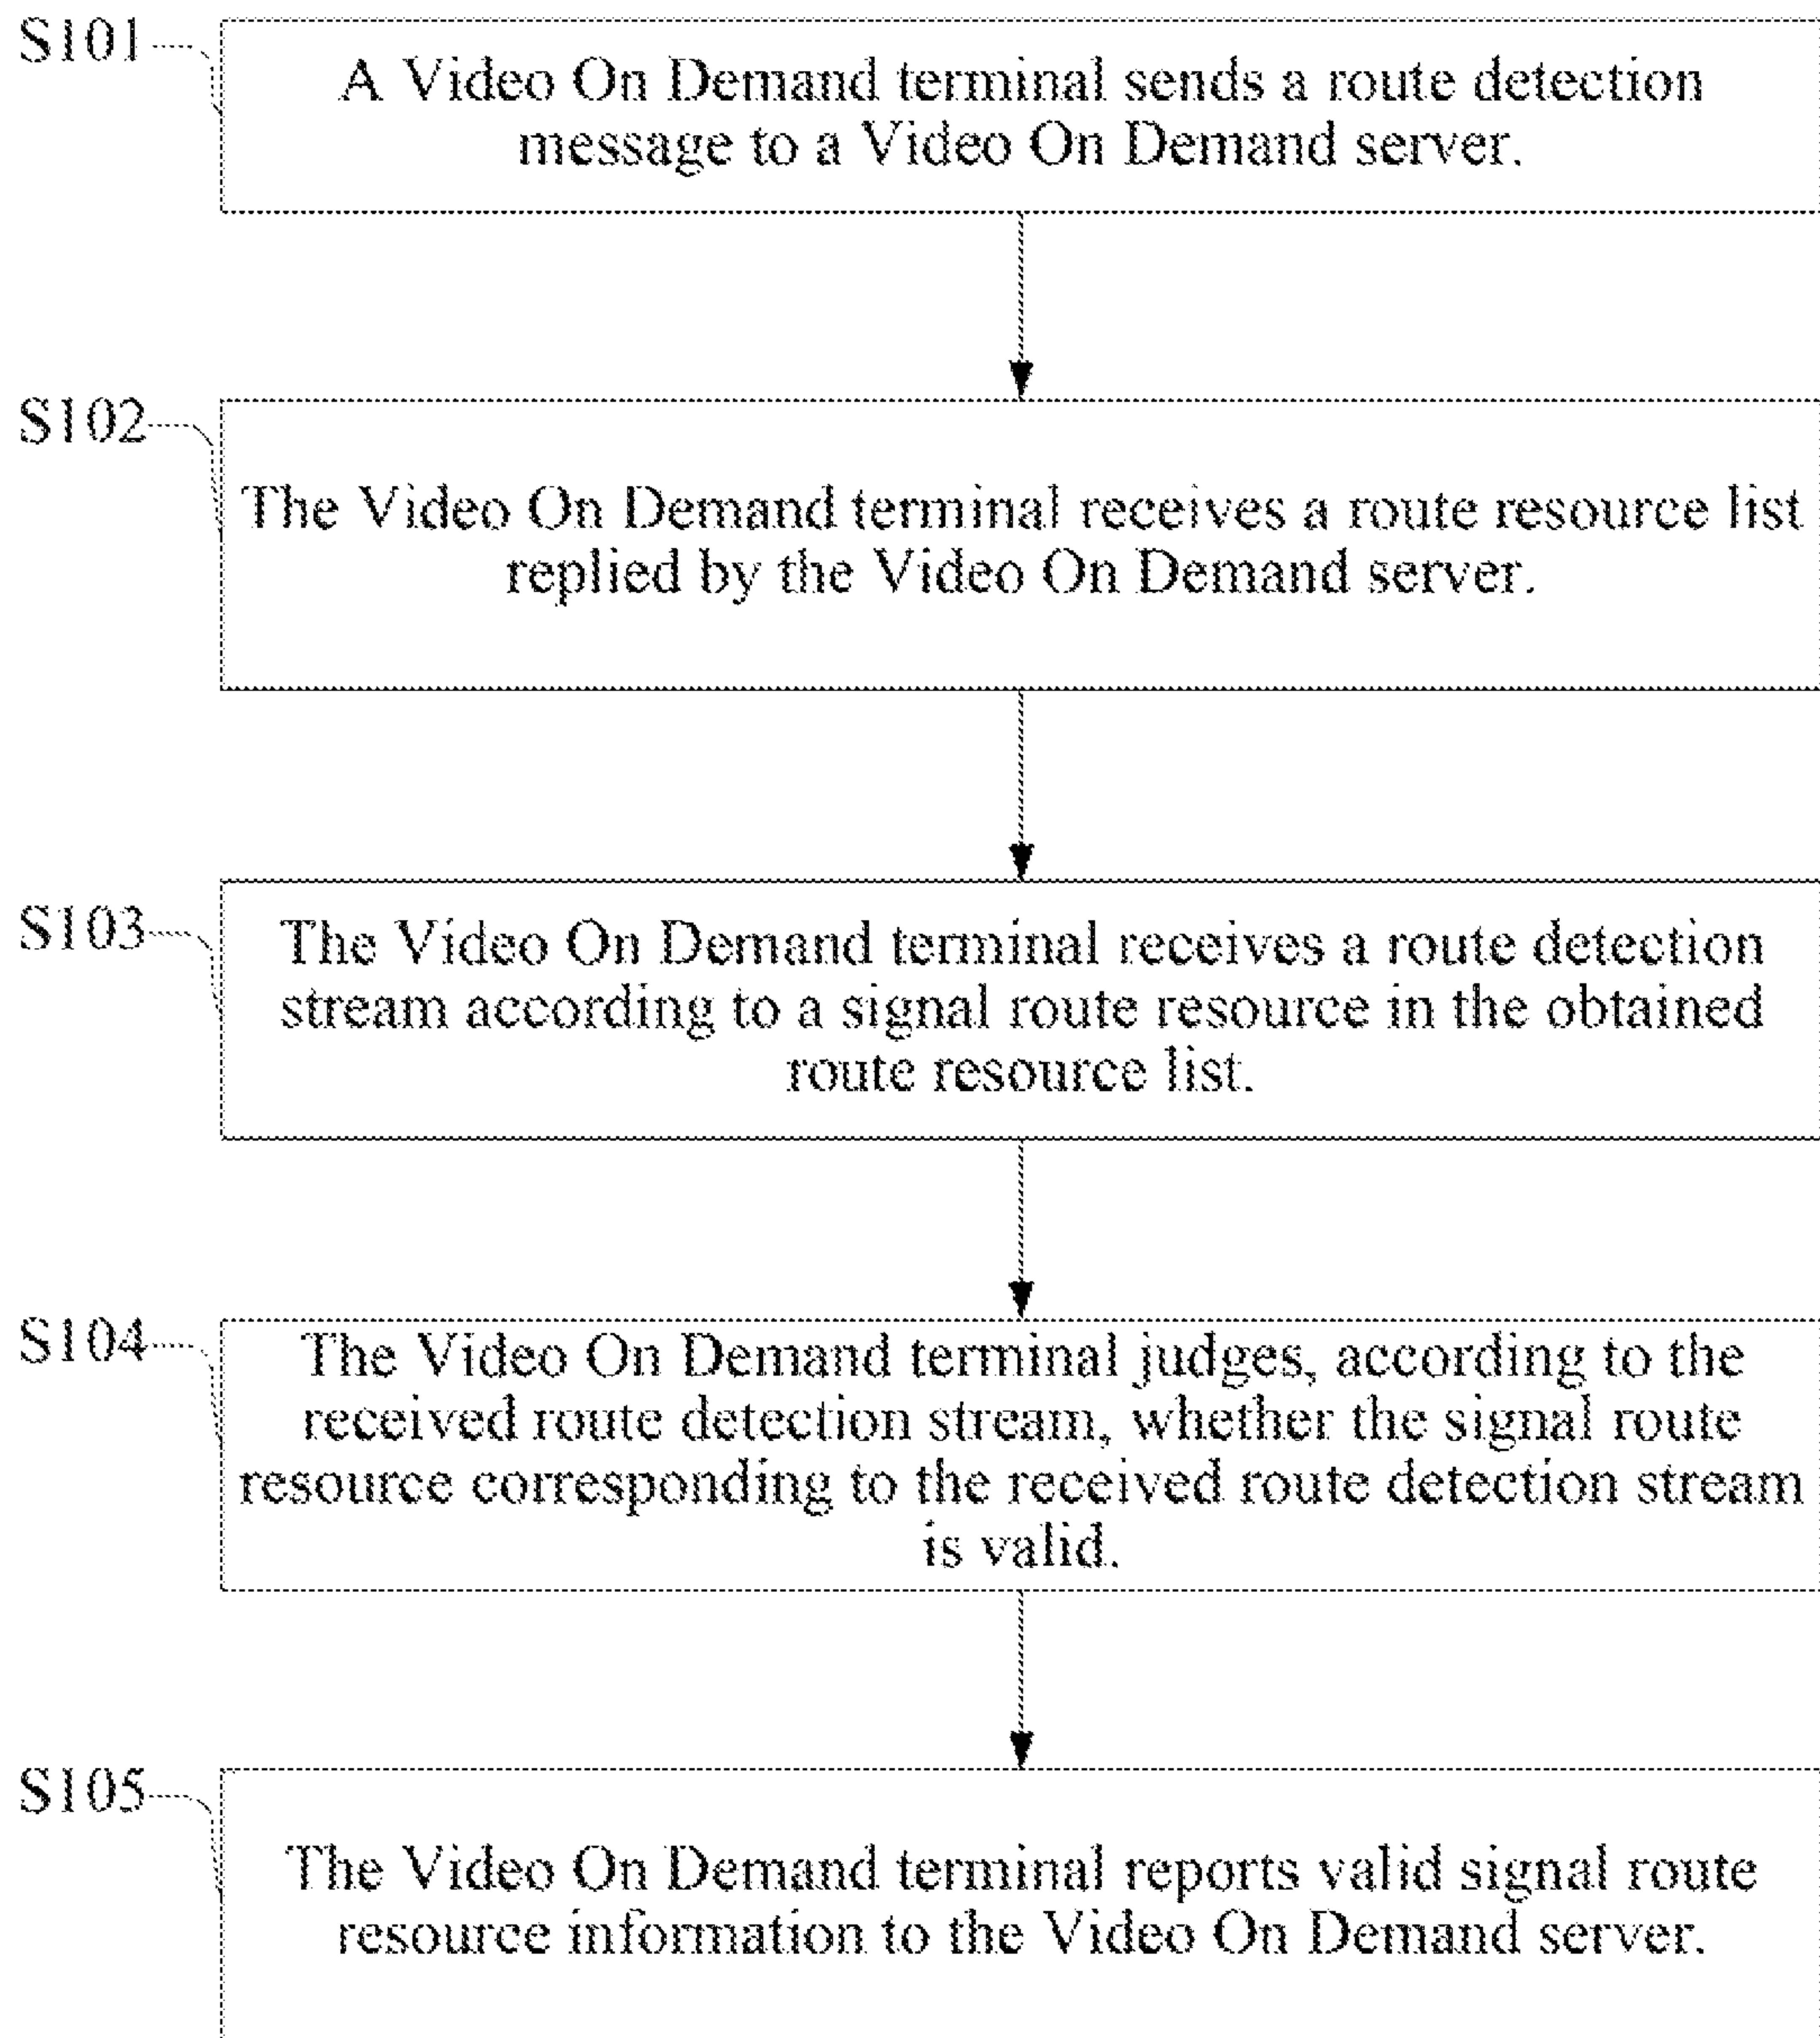 S101
A Video On Demand terminal sends a route detection
message to a Video On Demand server.
S102
The Video On Demand terminal receives a route resource list
replied by the Video On Demand server.
S103
The Video On Demand terminal receives a route detection
stream according to a signal route resource in the obtained
route resource list.
S104
The Video On Demand terminal judges, according to the
received route detection stream, whether the signal route
resource corresponding to the received route detection stream
is valid.
S105
The Video On Demand terminal reports valid signal route
resource information to the Video On Demand server.